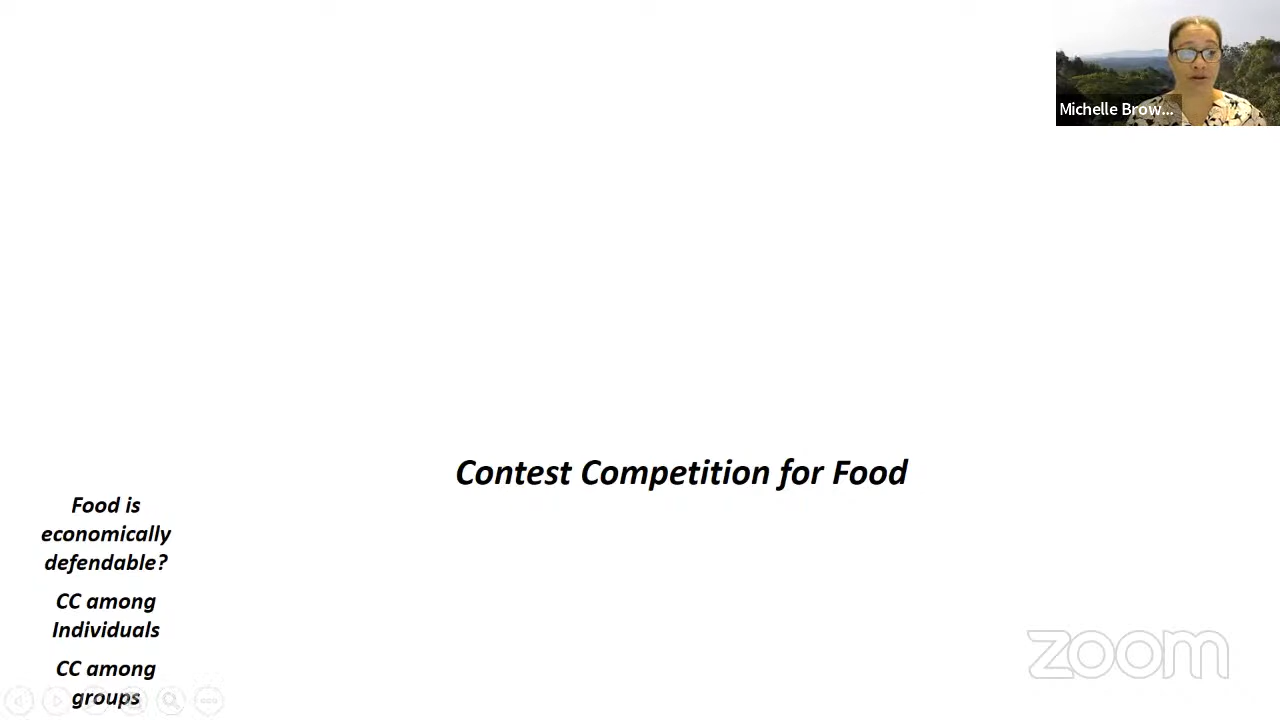 Michelle Brow...
Contest Competition for Food
Food is
economically
defendable?
CC among
Individuals
CC among
groups
zoom